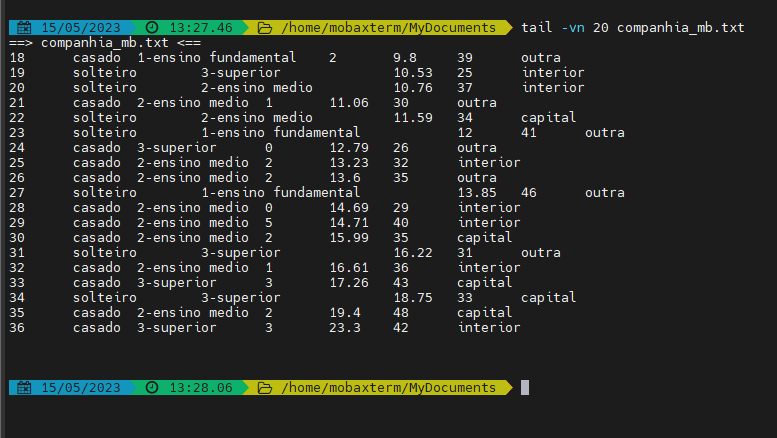 15/05/2023 13:27.46 /home/mobaxterm/MyDocuments tail -vn 20 companhia_mb.txt
==> companhia_mb.txt <==
18 casado 1-ensino fundamental 2 9.8 39 outra
19 solteiro 3-superior 10.53 25 interior
20 solteiro 2-ensino medio 10.76 37 interior
21 casado 2-ensino medio 1 11.06 30 outra
22 solteiro 2-ensino medio 11.59 34 capital
23 solteiro 1-ensino fundamental 12 41 outra
24 casado 3-superior 0 12.79 26 outra
25 casado 2-ensino medio 2 13.23 32 interior
26 casado 2-ensino medio 2 13.6 35 outra
27 solteiro 1-ensino fundamental 13.85 46 outra
28 casado 2-ensino medio 0 14.69 29 interior
29 casado 2-ensino medio 5 14.71 40 interior
30 casado 2-ensino medio 2 15.99 35 capital
31 solteiro 3-superior 16.22 31 outra
32 casado 2-ensino medio 1 16.61 36 interior
33 casado 3-superior 3 17.26 43 capital
34 solteiro 3-superior 18.75 33 capital
35 casado 2-ensino medio 2 19.4 48 capital
36 casado 3-superior 3 23.3 42 interior
15/05/2023 13:28.06 /home/mobaxterm/MyDocuments